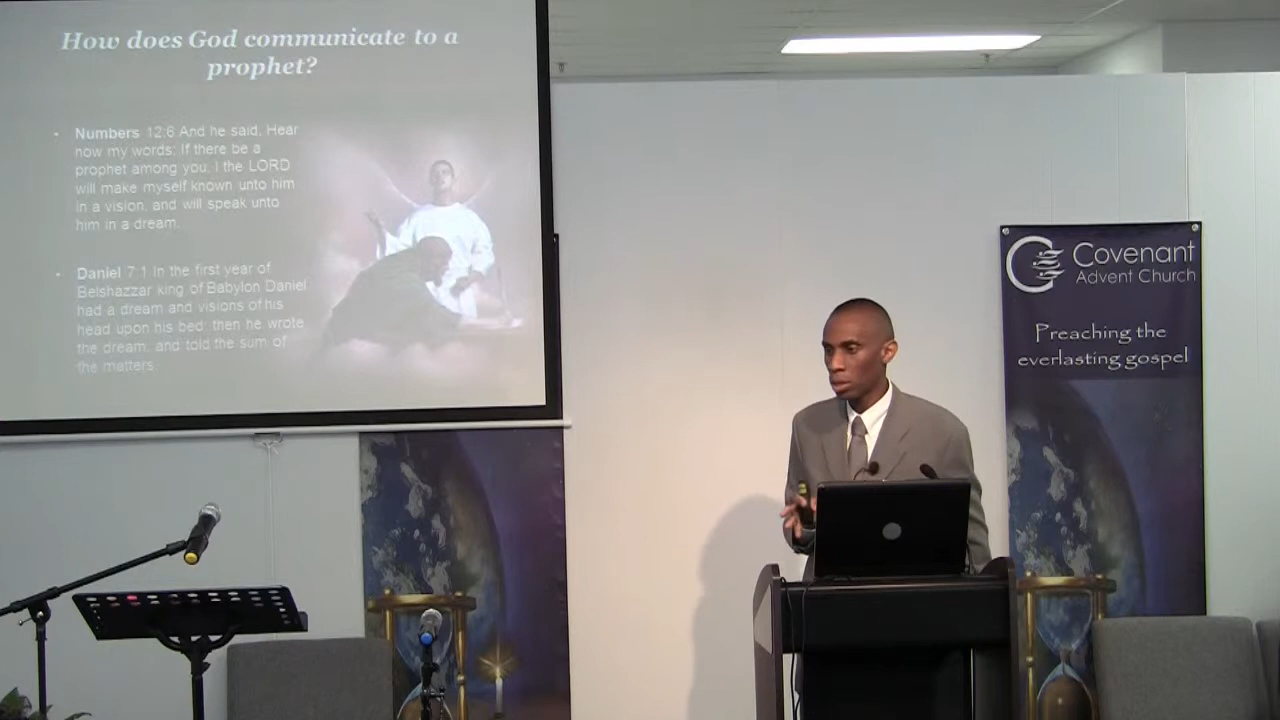 How does God communicate to a
prophet?
• Numbers 12:6 And he said, Hear
now my words: If there be a
prophet among you, I the LORD
will make myself known unto him
in a vision, and will speak unto
him in a dream.
• Daniel 7:1 In the first year of
Belshazzar king of Babylon Daniel
had a dream and visions of his
head upon his bed: then he wrote
the dream, and told the sum of
the matters.
Covenant
Advent Church
Preaching the
everlasting gospel